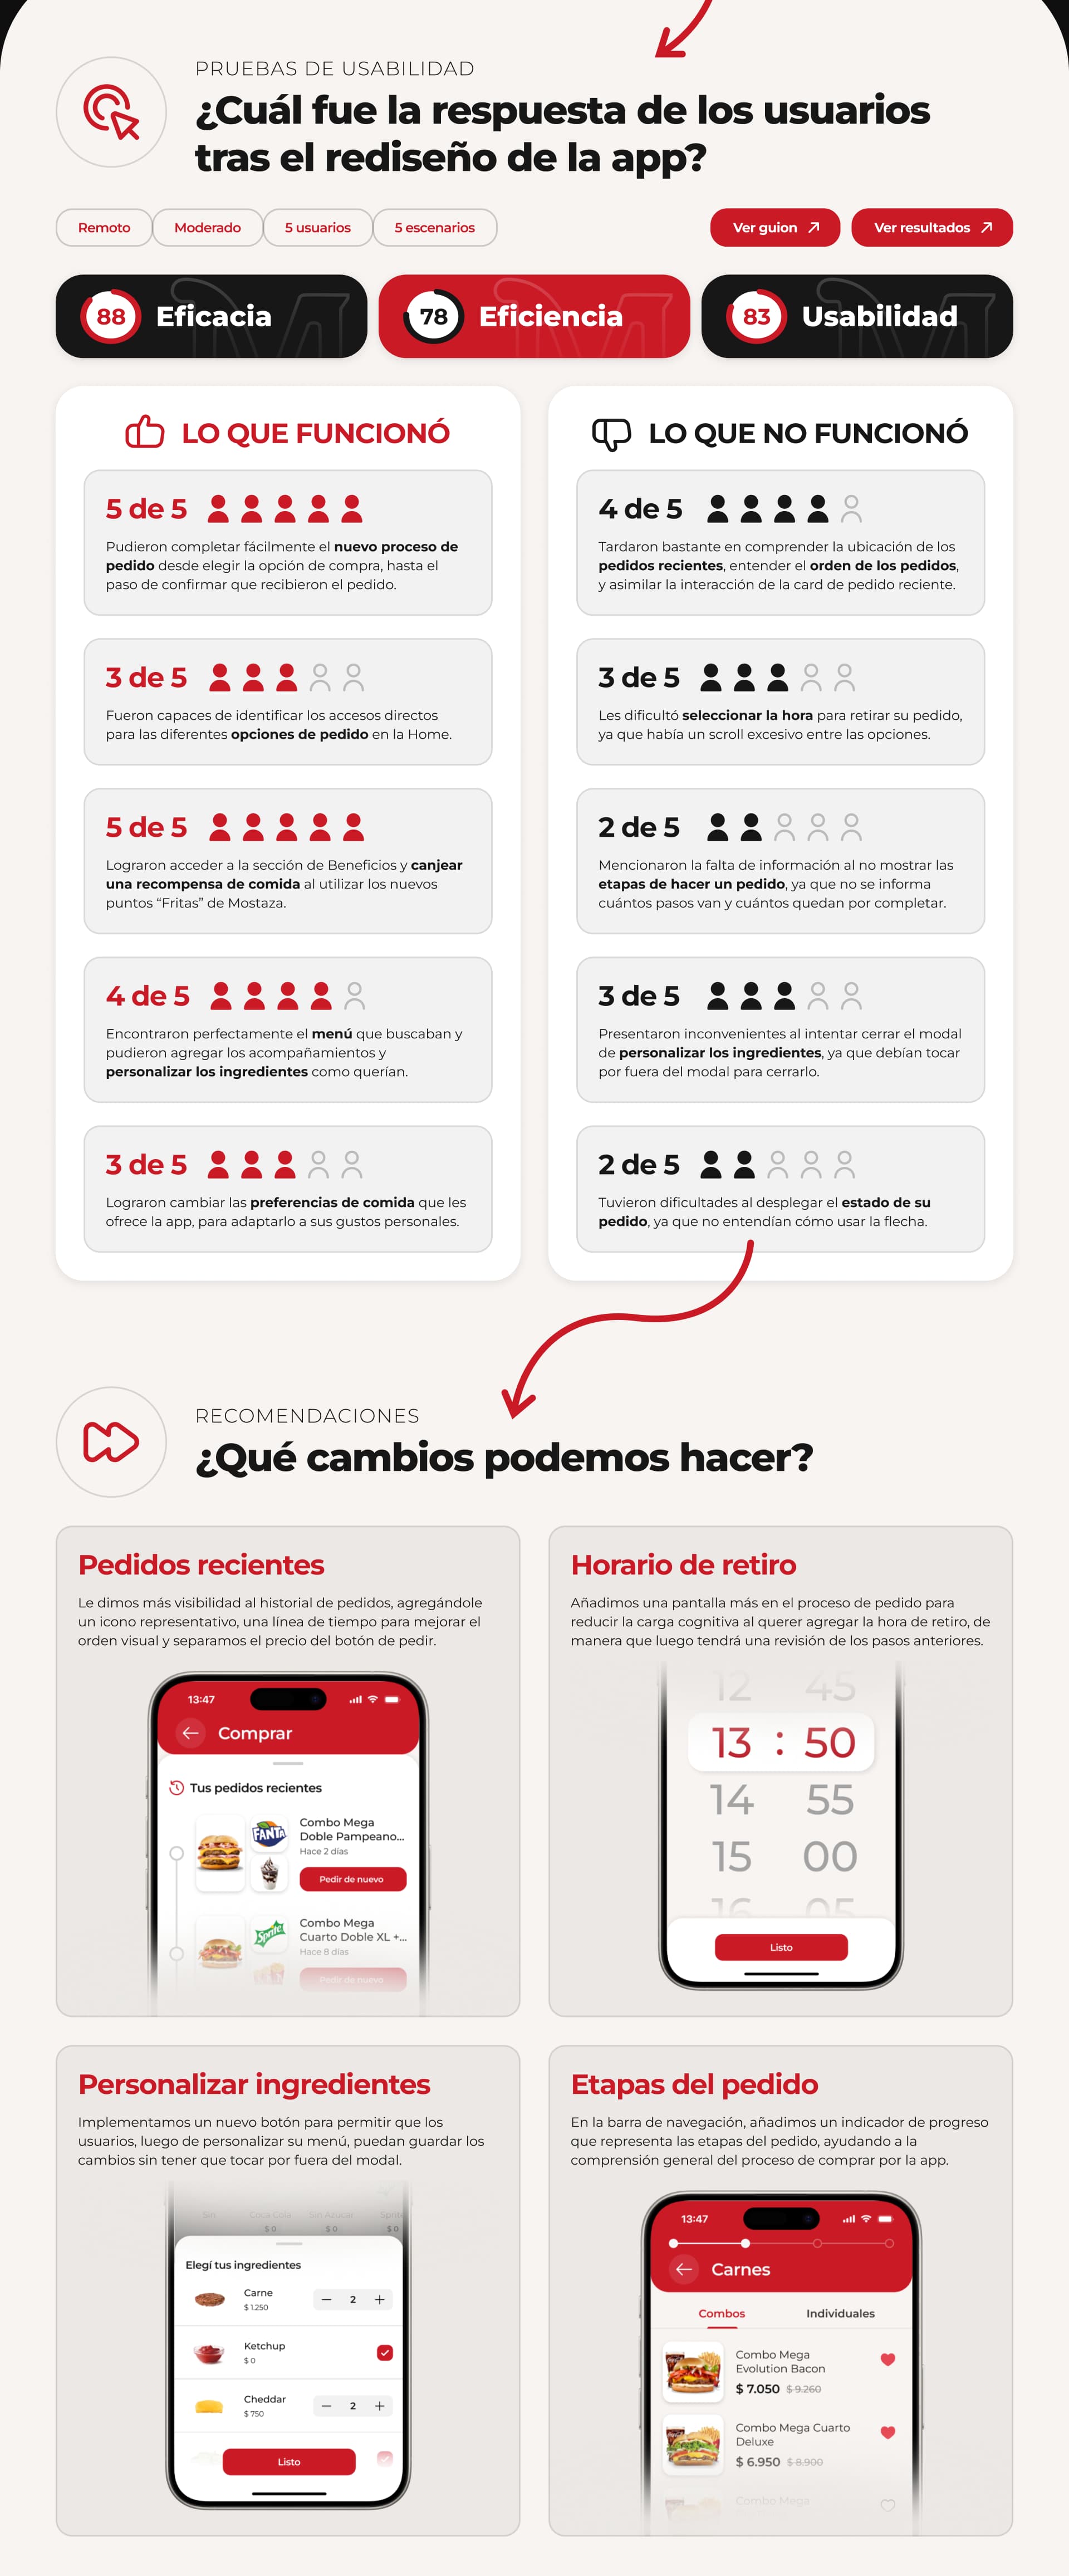 PRUEBAS DE USABILIDAD
¿Cuál fue la respuesta de los usuarios
tras el rediseño de la app?
Remoto
Moderado
5 usuarios
5 escenarios
Ver guion
Ver resultados
88 Eficacia
78 Eficiencia
83 Usabilidad
LO QUE FUNCIONÓ
5 de 5
Pudieron completar fácilmente el nuevo proceso de
pedido desde elegir la opción de compra, hasta el
paso de confirmar que recibieron el pedido.
3 de 5
Fueron capaces de identificar los accesos directos
para las diferentes opciones de pedido en la Home.
5 de 5
Lograron acceder a la sección de Beneficios y canjear
una recompensa de comida al utilizar los nuevos
puntos “Fritas” de Mostaza.
4 de 5
Encontraron perfectamente el menú que buscaban y
pudieron agregar los acompañamientos y
personalizar los ingredientes como querían.
3 de 5
Lograron cambiar las preferencias de comida que les
ofrece la app, para adaptarlo a sus gustos personales.
LO QUE NO FUNCIONÓ
4 de 5
Tardaron bastante en comprender la ubicación de los
pedidos recientes, entender el orden de los pedidos,
y asimilar la interacción de la card de pedido reciente.
3 de 5
Les dificultó seleccionar la hora para retirar su pedido,
ya que había un scroll excesivo entre las opciones.
2 de 5
Mencionaron la falta de información al no mostrar las
etapas de hacer un pedido, ya que no se informa
cuántos pasos van y cuántos quedan por completar.
3 de 5
Presentaron inconvenientes al intentar cerrar el modal
de personalizar los ingredientes, ya que debían tocar
por fuera del modal para cerrarlo.
2 de 5
Tuvieron dificultades al desplegar el estado de su
pedido, ya que no entendían cómo usar la flecha.
RECOMENDACIONES
¿Qué cambios podemos hacer?
Pedidos recientes
Le dimos más visibilidad al historial de pedidos, agregándole
un icono representativo, una línea de tiempo para mejorar el
orden visual y separamos el precio del botón de pedir.
13:47
Comprar
Tus pedidos recientes
FANTA
Combo Mega
Doble Pampeano...
Hace 2 días
Pedir de nuevo
Sprite
Combo Mega
Cuarto Doble XL +...
Hace 8 días
Pedir de nuevo
Horario de retiro
Añadimos una pantalla más en el proceso de pedido para
reducir la carga cognitiva al querer agregar la hora de retiro, de
manera que luego tendrá una revisión de los pasos anteriores.
12 45
13 : 50
14 55
15 00
16 05
Listo
Personalizar ingredientes
Implementamos un nuevo botón para permitir que los
usuarios, luego de personalizar su menú, puedan guardar los
cambios sin tener que tocar por fuera del modal.
Sin Coca Cola Sin Azúcar Sprite
$ 0 $ 0 $ 0
Elegí tus ingredientes
Carne
$ 1.250
2
Ketchup
$ 0
Cheddar
$ 750
2
Listo
Etapas del pedido
En la barra de navegación, añadimos un indicador de progreso
que representa las etapas del pedido, ayudando a la
comprensión general del proceso de comprar por la app.
13:47
Carnes
Combos
Individuales
Combo Mega
Evolution Bacon
$ 7.050 $ 9.260
Combo Mega Cuarto
Deluxe
$ 6.950 $ 8.900
Combo Mega